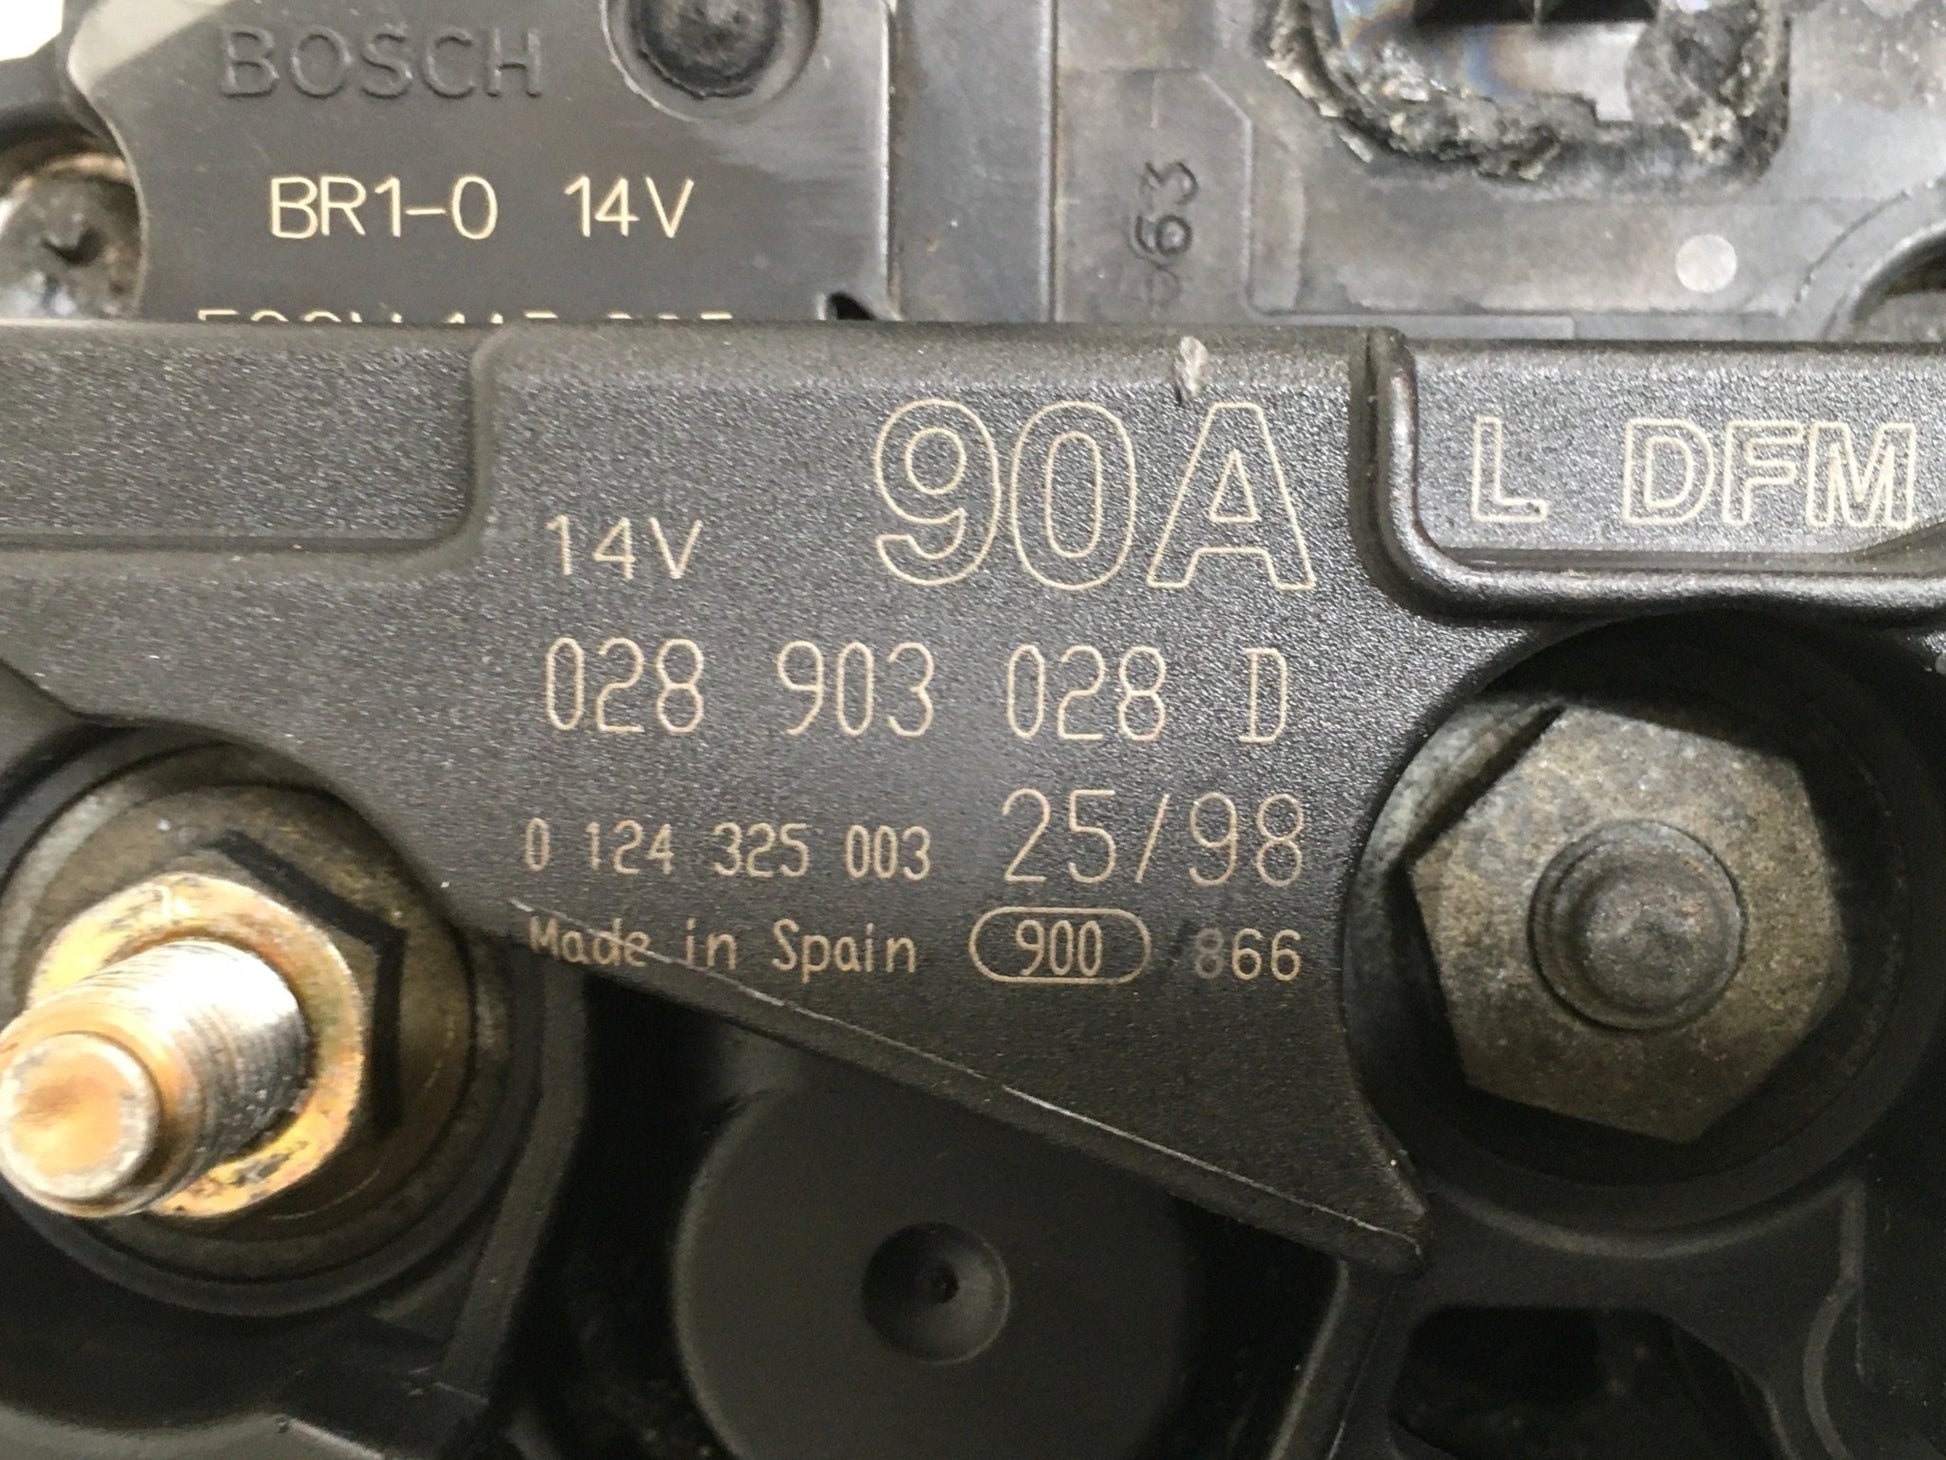 BOSCH
BR1-0 14V
63
14V 90A
L DFM
028 903 028 D
0 124 325 003 25/98
Made in Spain 900 866